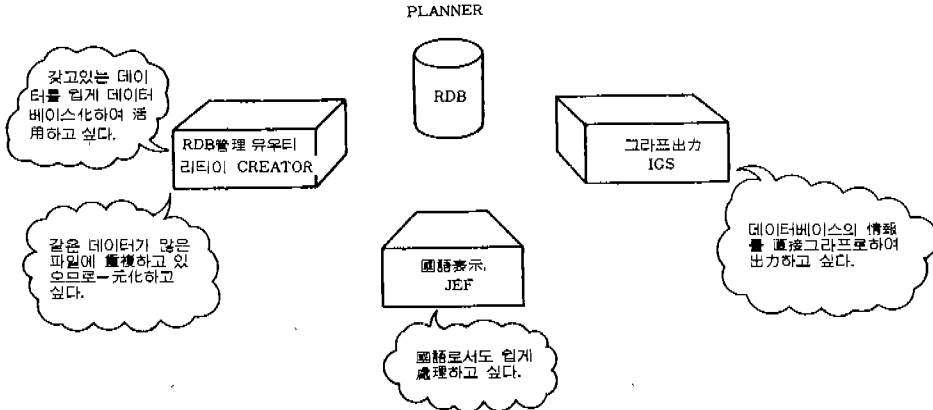 PLANNER
RDB
갖고있는 데이
터를 쉽게 데이터
베이스化하여 活
用하고 싶다.
RDB管理 유우티
리티이 CREATOR
그라프出力
IGS
같은 데이터가 많은
파일에 重複하고 있
으므로一元化하고
싶다.
國語表示
JEF
데이터베이스의 情報
를 直接그라프로하여
出力하고 싶다.
國語로서도 쉽게
處理하고 싶다.